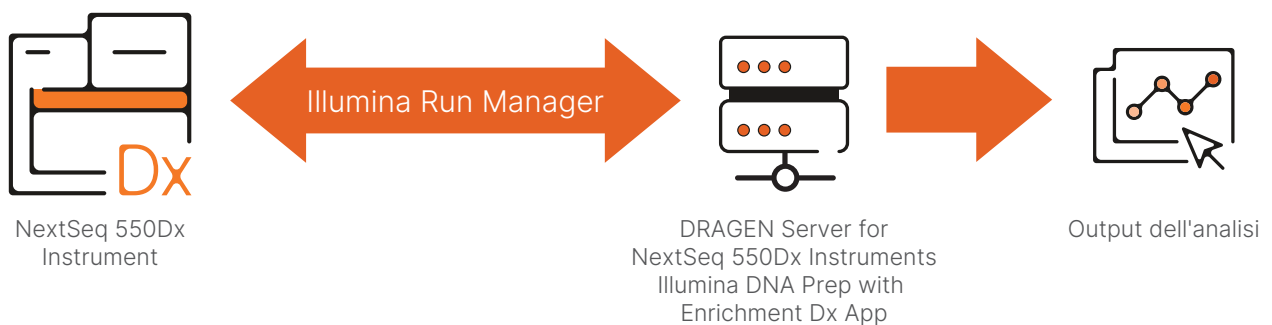 Dx
NextSeq 550Dx
Instrument
Illumina Run Manager
DRAGEN Server for
NextSeq 550Dx Instruments
Illumina DNA Prep with
Enrichment Dx App
Output dell'analisi